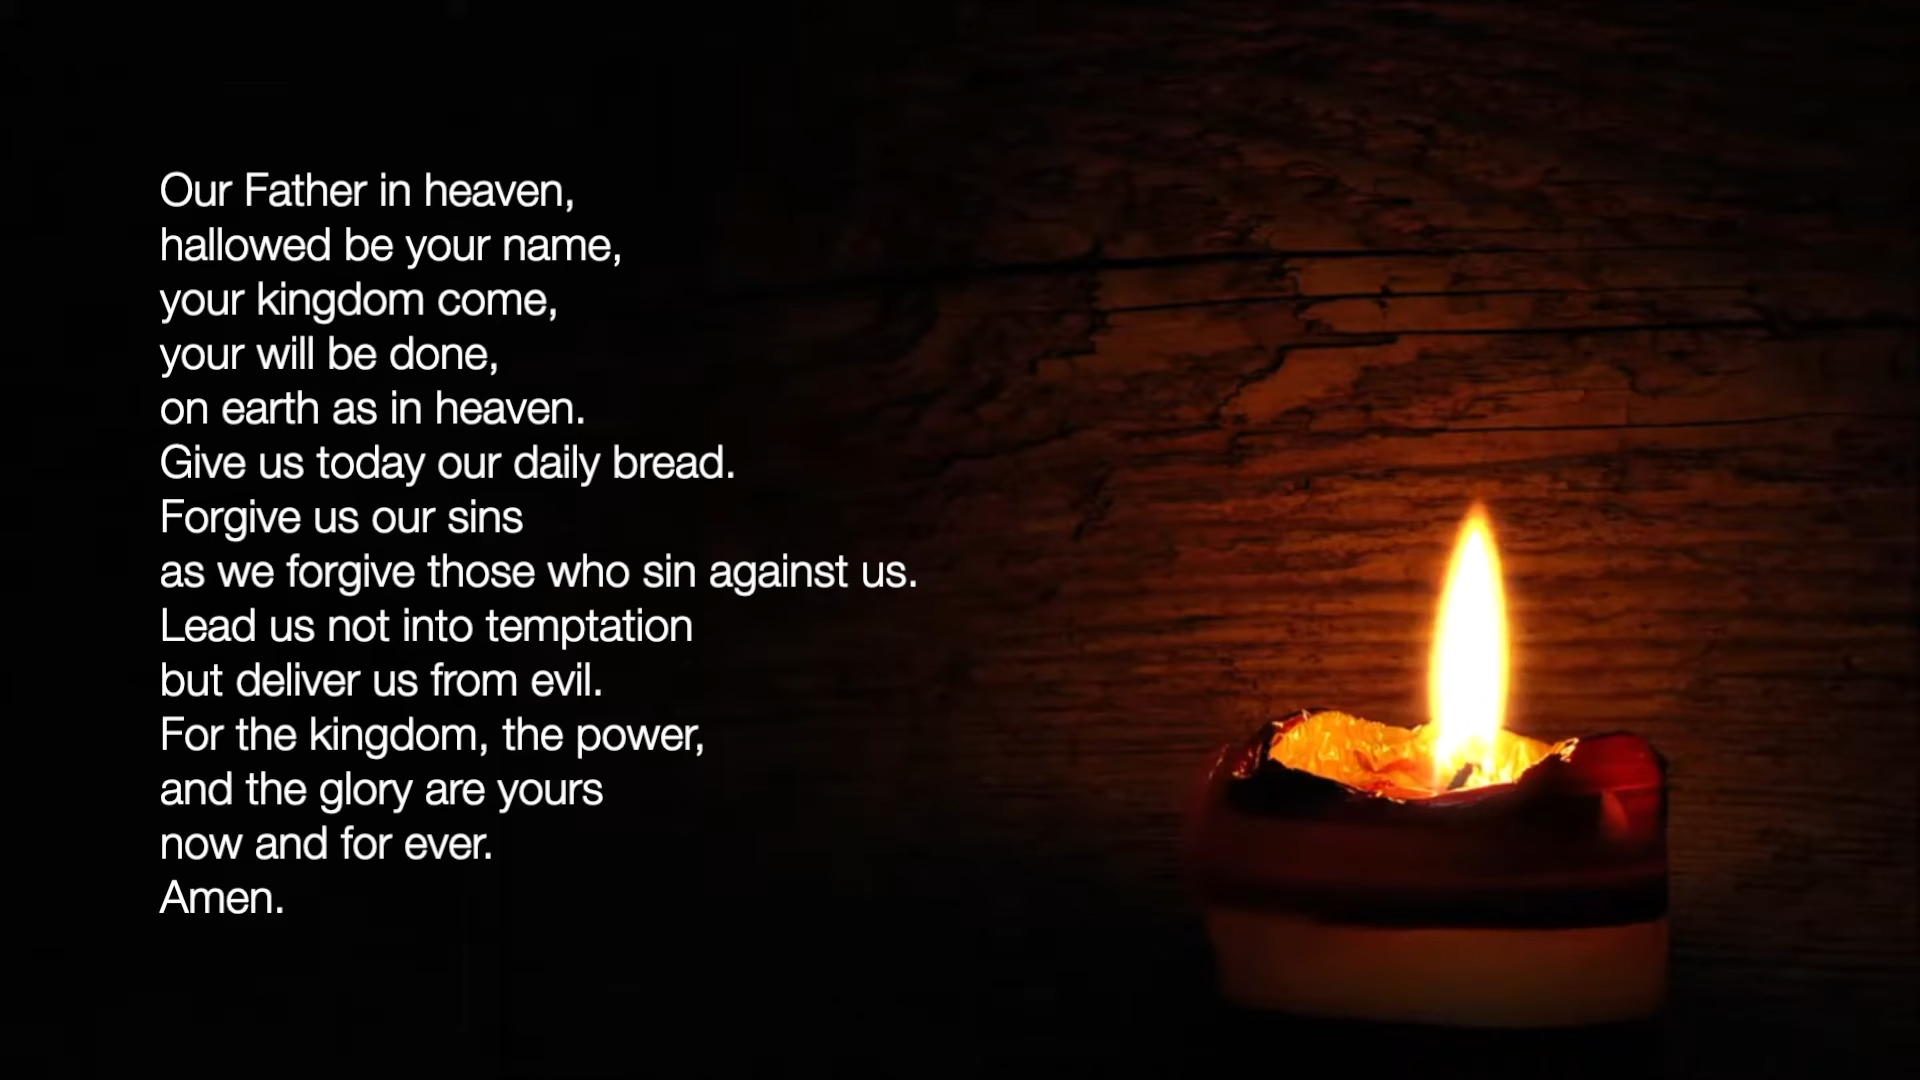 Our Father in heaven,
hallowed be your name,
your kingdom come,
your will be done,
on earth as in heaven.
Give us today our daily bread.
Forgive us our sins
as we forgive those who sin against us.
Lead us not into temptation
but deliver us from evil.
For the kingdom, the power,
and the glory are yours
now and for ever.
Amen.